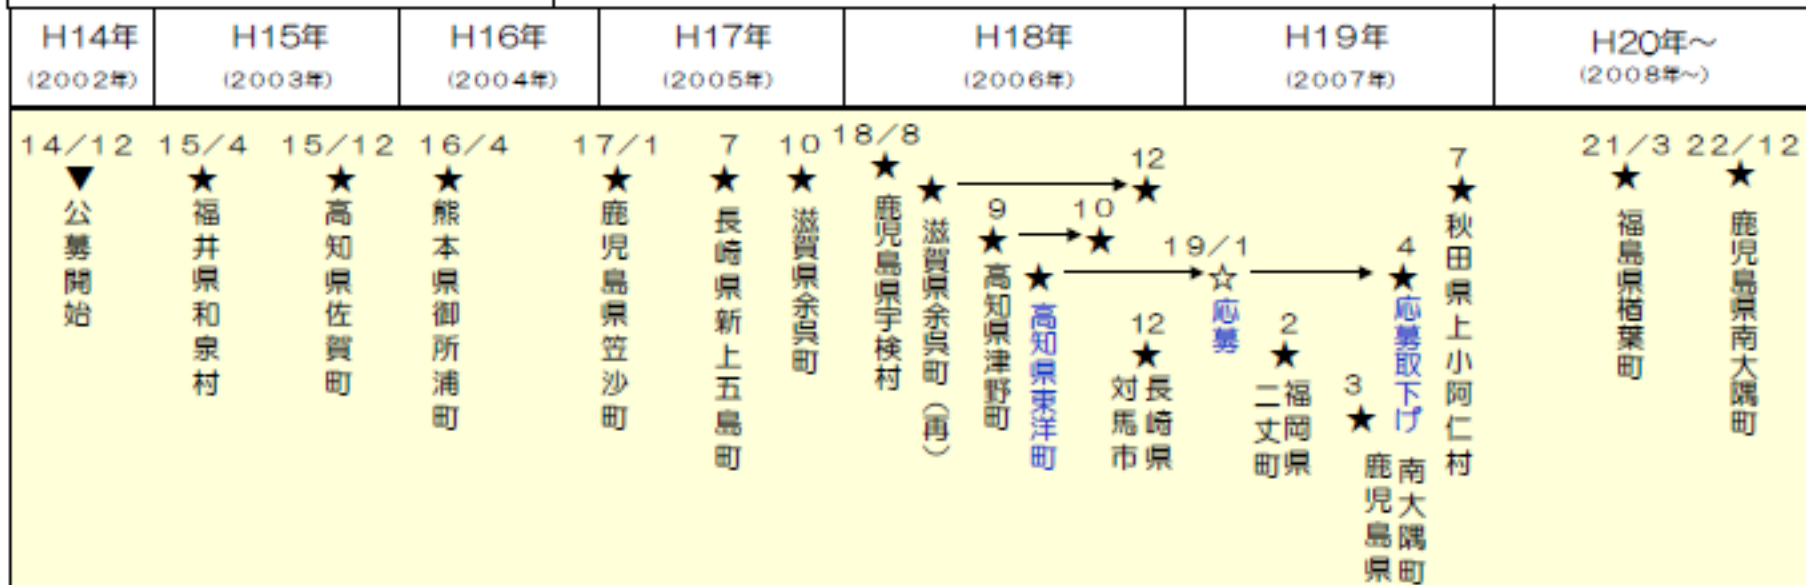 H14年 H15年 H16年 H17年 H18年 H19年 H20年～
(2002年) (2003年) (2004年) (2005年) (2006年) (2007年) (2008年～)
14/12
▼
公募開始
15/4
★
福井県和泉村
15/12
★
高知県佐賀町
16/4
★
熊本県御所浦町
17/1
★
鹿児島県笠沙町
7
★
長崎県新上五島町
10
★
滋賀県余呉町
18/8
★
鹿児島県宇検村
★
滋賀県余呉町（再）
12
★
9
★
高知県津野町
10
★
★
高知県東洋町
12
★
長崎県
対馬市
19/1
☆
応募
2
★
福岡県
二丈町
3
★
南大隅町
鹿児島県
4
★
応募取下げ
7
★
秋田県上小阿仁村
21/3
★
福島県楢葉町
22/12
★
鹿児島県南大隅町